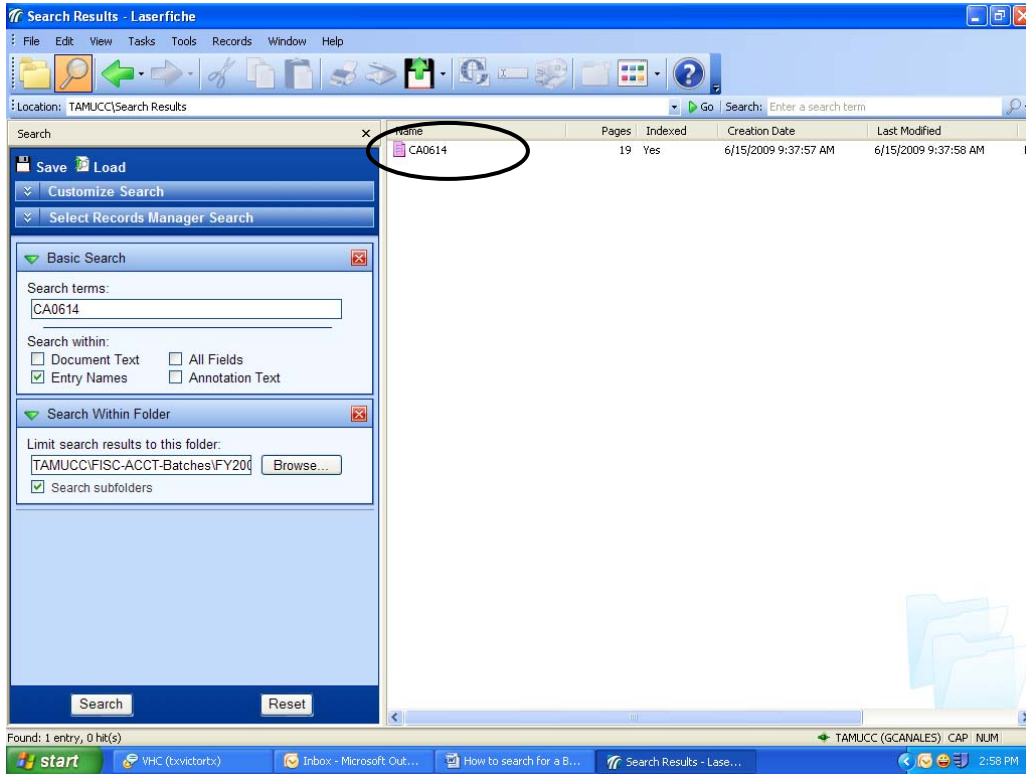 Search Results - Laserfiche
File Edit View Tasks Tools Records Window Help
Location: TAMUCC\Search Results Go Search: Enter a search term
Search x
Save Load
Customize Search
Select Records Manager Search
Basic Search
Search terms:
CA0614
Search within:
Document Text All Fields
Entry Names Annotation Text
Search Within Folder
Limit search results to this folder:
TAMUCC\FISC-ACCT-Batches\FY200 Browse...
Search subfolders
Search Reset
Name Pages Indexed Creation Date Last Modified
CA0614 19 Yes 6/15/2009 9:37:57 AM 6/15/2009 9:37:58 AM
Found: 1 entry, 0 hit(s) TAMUCC (GCANALES) CAP NUM
start VHC (txvictortx) Inbox - Microsoft Out... How to search for a B... Search Results - Lase... 2:58 PM